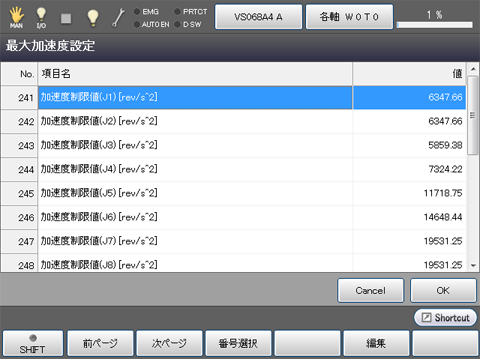 MAN I/O EMG PRTCT AUTO EN D SW VS068A4 A 各軸 W0T0 1 %
最大加速度設定
No. 項目名 値
241 加速度制限値(J1) [rev/s^2] 6347.66
242 加速度制限値(J2) [rev/s^2] 6347.66
243 加速度制限値(J3) [rev/s^2] 5859.38
244 加速度制限値(J4) [rev/s^2] 7324.22
245 加速度制限値(J5) [rev/s^2] 11718.75
246 加速度制限値(J6) [rev/s^2] 14648.44
247 加速度制限値(J7) [rev/s^2] 19531.25
248 加速度制限値(J8) [rev/s^2] 19531.25
Cancel OK
Shortcut
SHIFT 前ページ 次ページ 番号選択 編集